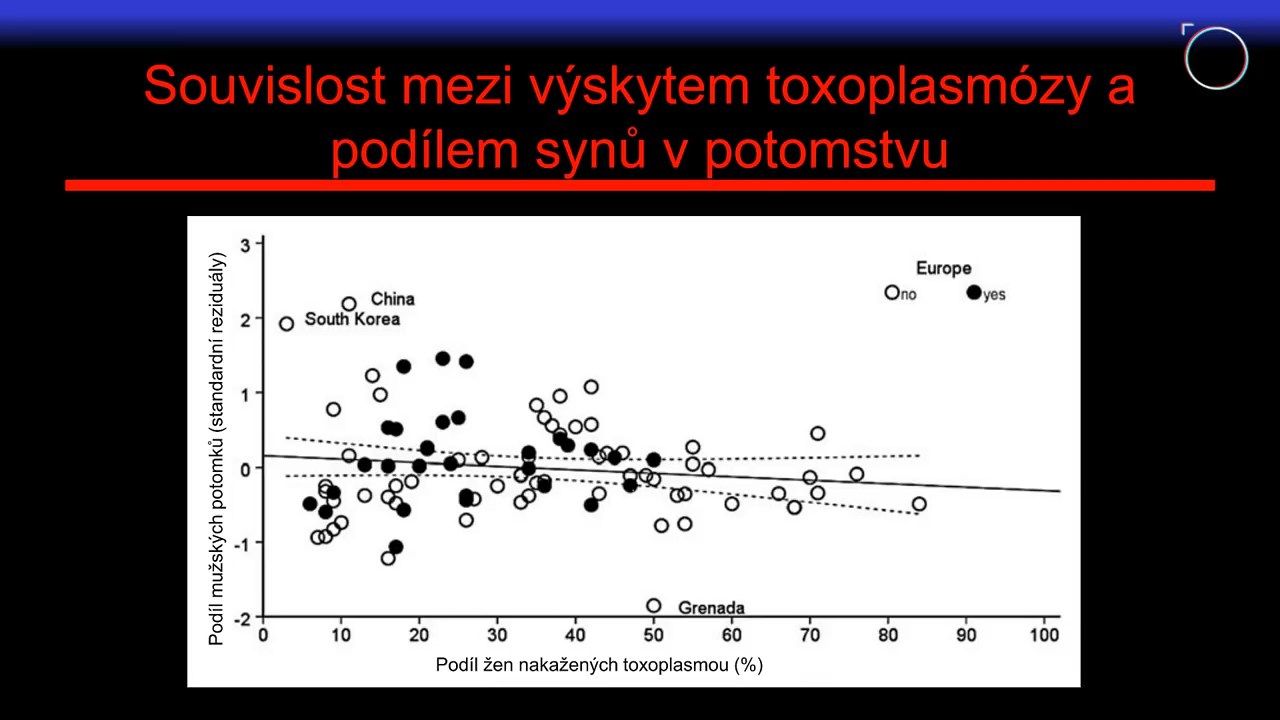 Souvislost mezi výskytem toxoplasmózy a
podílem synů v potomstvu
Podíl mužských potomků (standardní reziduály)
3
2
1
0
-1
-2
China
South Korea
Europe
no yes
Grenada
0 10 20 30 40 50 60 70 80 90 100
Podíl žen nakažených toxoplasmou (%)